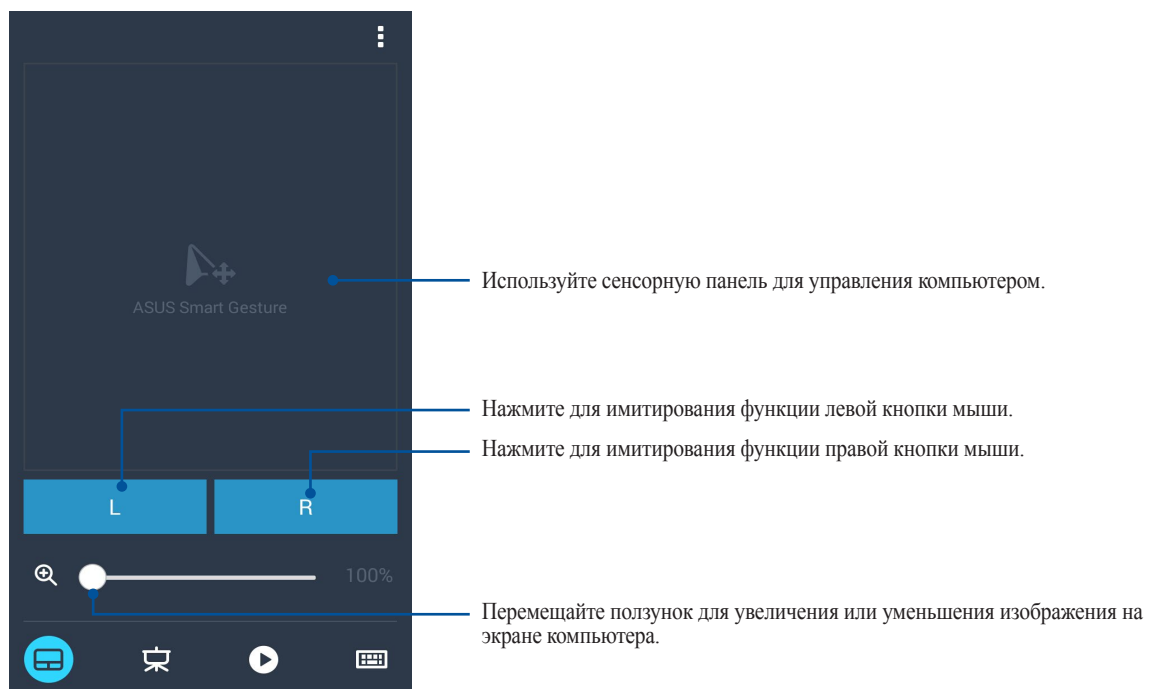 ASUS Smart Gesture
Используйте сенсорную панель для управления компьютером.
Нажмите для имитирования функции левой кнопки мыши.
Нажмите для имитирования функции правой кнопки мыши.
L
R
100%
Перемещайте ползунок для увеличения или уменьшения изображения на
экране компьютера.